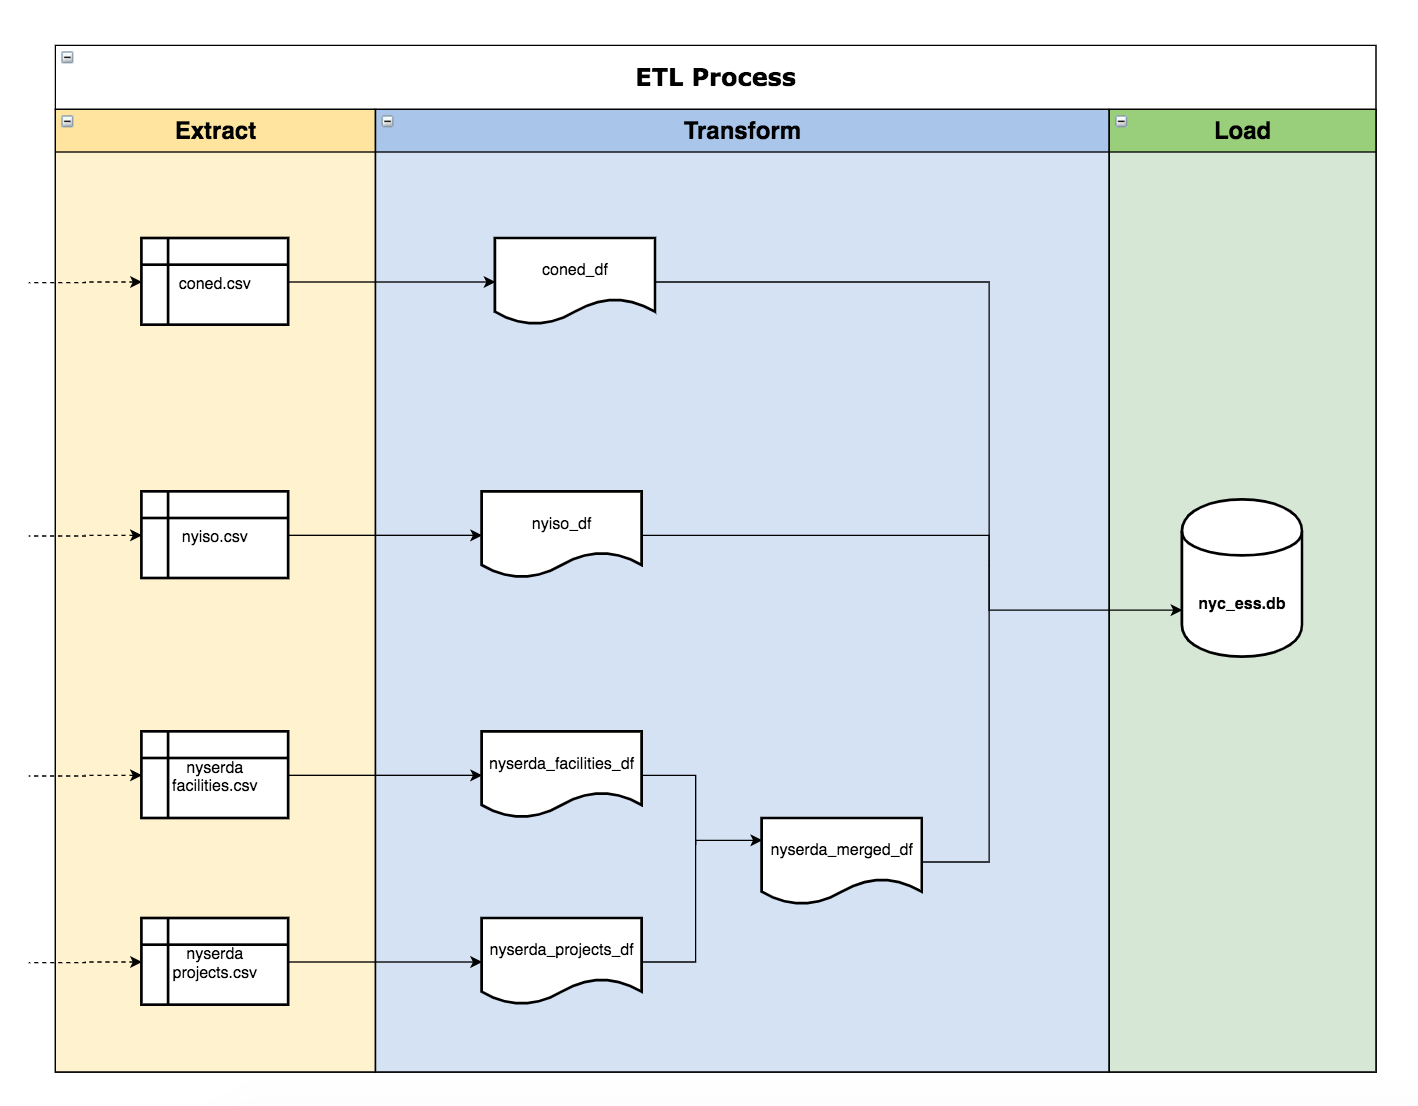 ETL Process
Extract
Transform
Load
coned.csv
coned_df
nyiso.csv
nyiso_df
nyc_ess.db
nyserda
facilities.csv
nyserda_facilities_df
nyserda_merged_df
nyserda
projects.csv
nyserda_projects_df